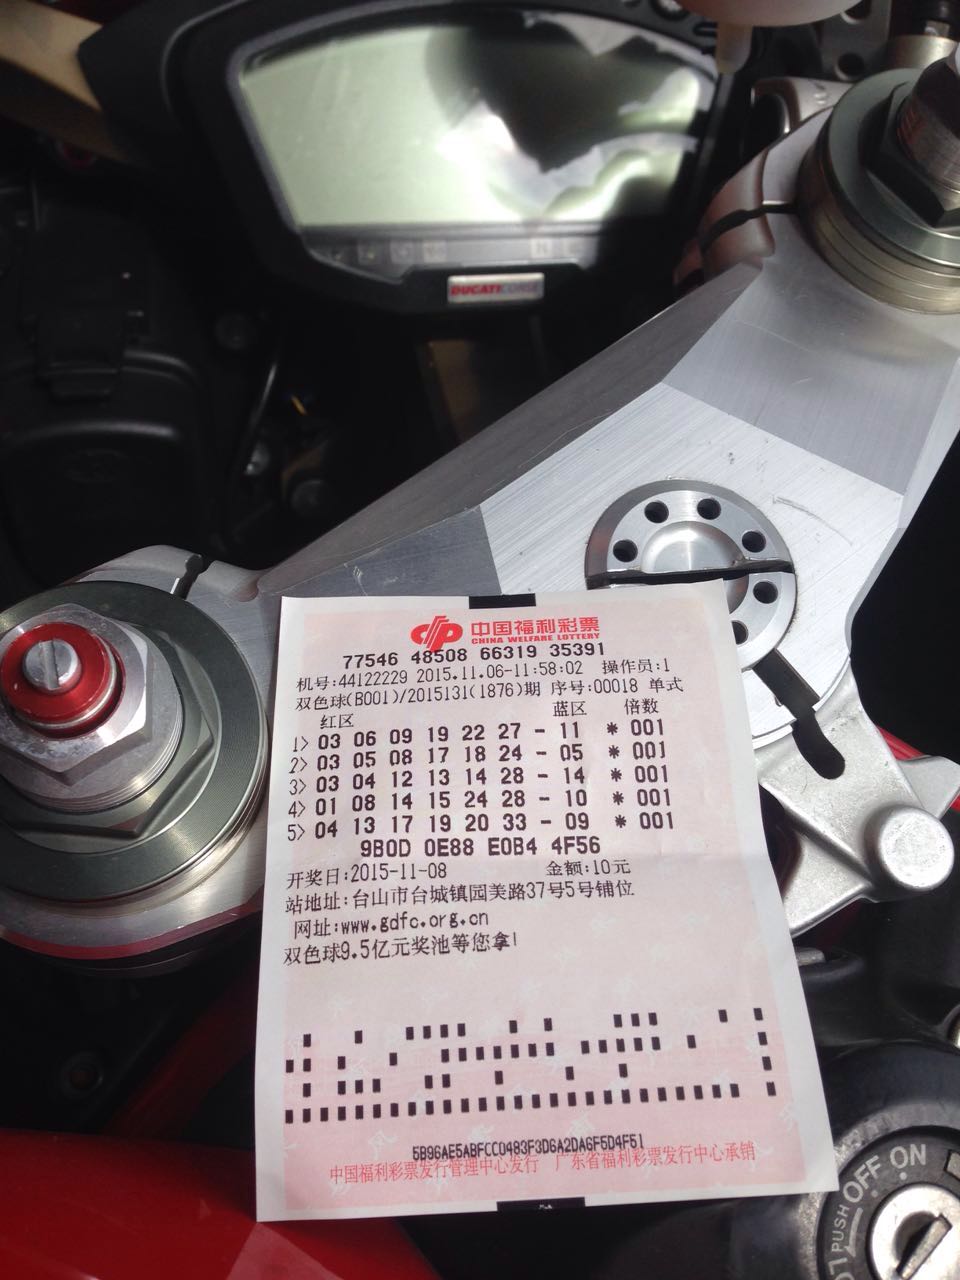 N
DUCATICORSE
中国福利彩票
CHINA WELFARE LOTTERY
77546 48508 66319 35391
机号:44122229 2015.11.06-11:58:02 操作员:1
双色球(B001)/2015131(1876)期 序号:00018 单式
红区 蓝区 倍数
1> 03 06 09 19 22 27 - 11 * 001
2> 03 05 08 17 18 24 - 05 * 001
3> 03 04 12 13 14 28 - 14 * 001
4> 01 08 14 15 24 28 - 10 * 001
5> 04 13 17 19 20 33 - 09 * 001
9B0D 0E88 E0B4 4F56
开奖日:2015-11-08 金额:10元
站地址:台山市台城镇园美路37号5号铺位
网址:www.gdfc.org.cn
双色球9.5亿元奖池等您拿!
5B96AE5ABFCC0483F3D6A2DA6F5D4F51
中国福利彩票发行管理中心发行 广东省福利彩票发行中心承销
ON
OFF
PUSH